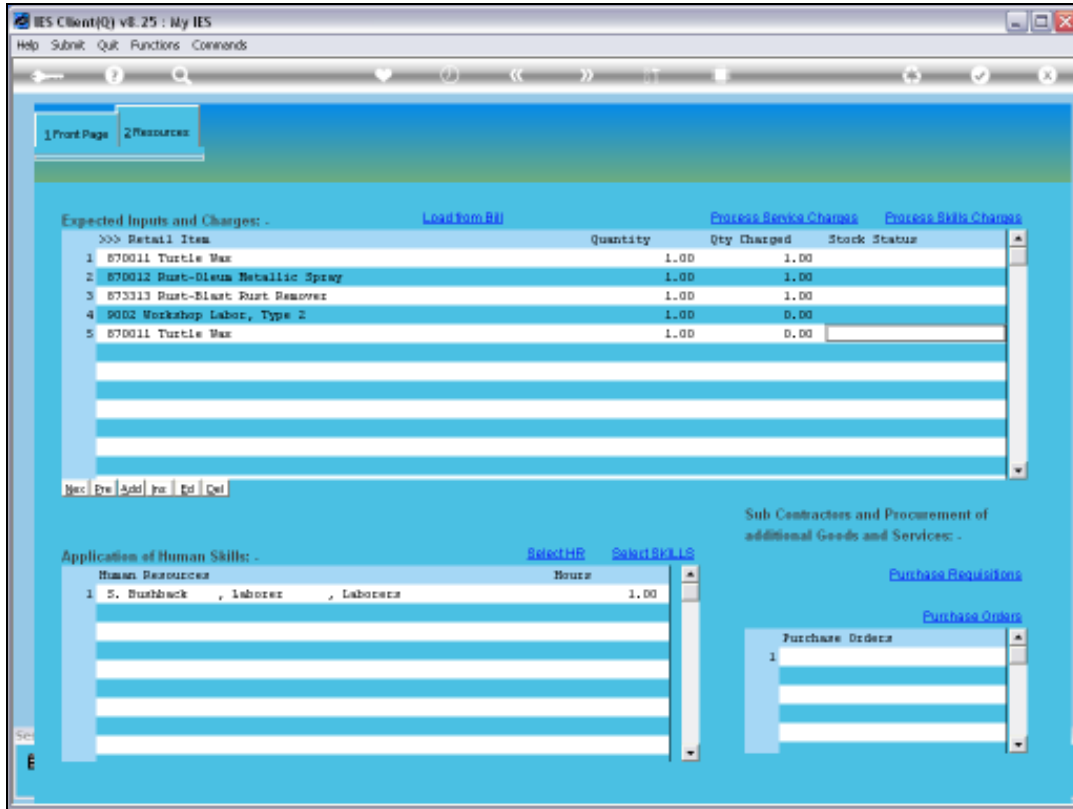 IES Client(Q) v8.25 : My IES
Help Submit Quit Functions Commands
1 Front Page 2 Resources
Expected Inputs and Charges: - Load from Bill Process Service Charges Process Skills Charges
>>> Retail Item Quantity Qty Charged Stock Status
1 870011 Turtle Wax 1.00 1.00
2 870012 Rust-Oleum Metallic Spray 1.00 1.00
3 873313 Rust-Blast Rust Remover 1.00 1.00
4 9002 Workshop Labor, Type 2 1.00 0.00
5 870011 Turtle Wax 1.00 0.00
Nex Pre Add Ins Ed Del
Sub Contractors and Procurement of
additional Goods and Services: -
Application of Human Skills: - Select HR Select SKILLS
Human Resources Hours
1 S. Bushback , laborer , Laborers 1.00
Purchase Requisitions
Purchase Orders
Purchase Orders
1